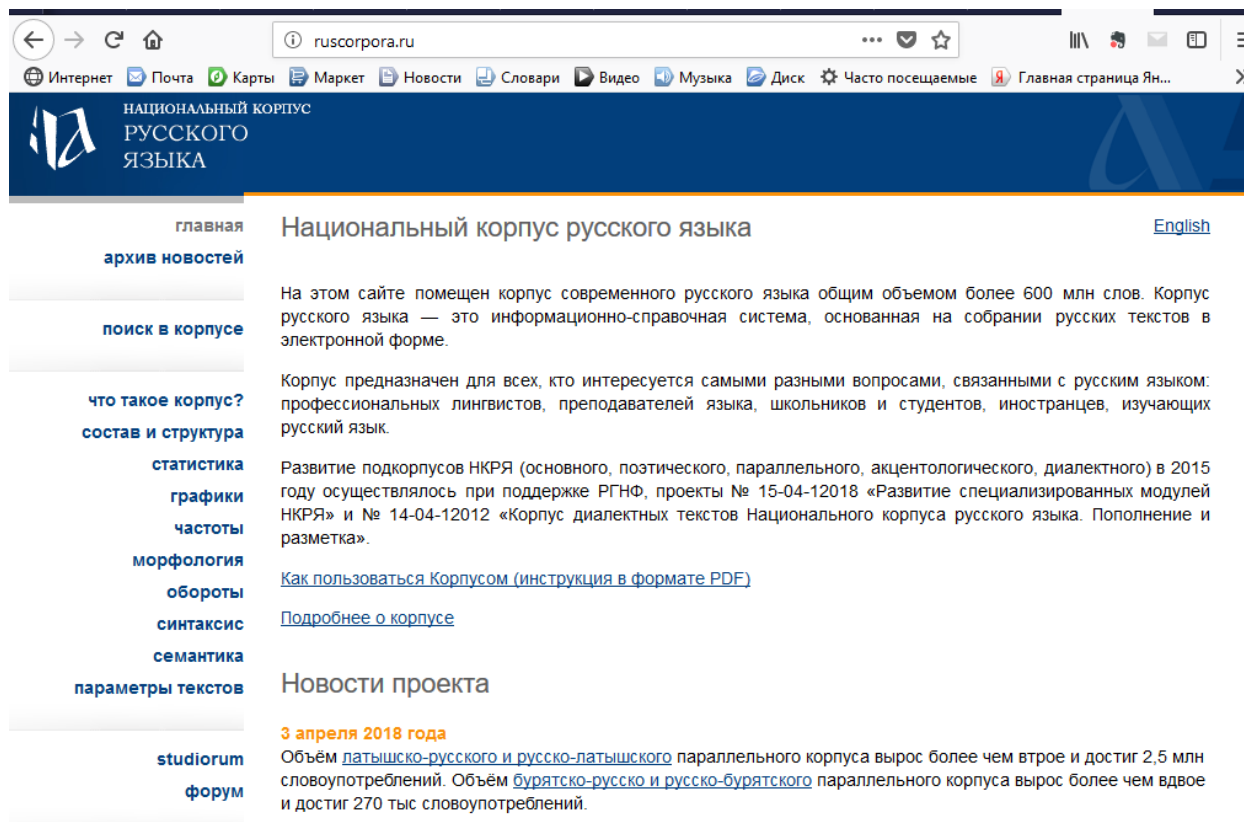 ruscorpora.ru
Интернет Почта Карты Маркет Новости Словари Видео Музыка Диск Часто посещаемые Главная страница Ян...
НАЦИОНАЛЬНЫЙ КОРПУС
РУССКОГО
ЯЗЫКА
главная
архив новостей
поиск в корпусе
что такое корпус?
состав и структура
статистика
графики
частоты
морфология
обороты
синтаксис
семантика
параметры текстов
studiorum
форум
Национальный корпус русского языка
English
На этом сайте помещен корпус современного русского языка общим объемом более 600 млн слов. Корпус
русского языка — это информационно-справочная система, основанная на собрании русских текстов в
электронной форме.
Корпус предназначен для всех, кто интересуется самыми разными вопросами, связанными с русским языком:
профессиональных лингвистов, преподавателей языка, школьников и студентов, иностранцев, изучающих
русский язык.
Развитие подкорпусов НКРЯ (основного, поэтического, параллельного, акцентологического, диалектного) в 2015
году осуществлялось при поддержке РГНФ, проекты № 15-04-12018 «Развитие специализированных модулей
НКРЯ» и № 14-04-12012 «Корпус диалектных текстов Национального корпуса русского языка. Пополнение и
разметка».
Как пользоваться Корпусом (инструкция в формате PDF)
Подробнее о корпусе
Новости проекта
3 апреля 2018 года
Объём латышско-русского и русско-латышского параллельного корпуса вырос более чем втрое и достиг 2,5 млн
словоупотреблений. Объём бурятско-русско и русско-бурятского параллельного корпуса вырос более чем вдвое
и достиг 270 тыс словоупотреблений.